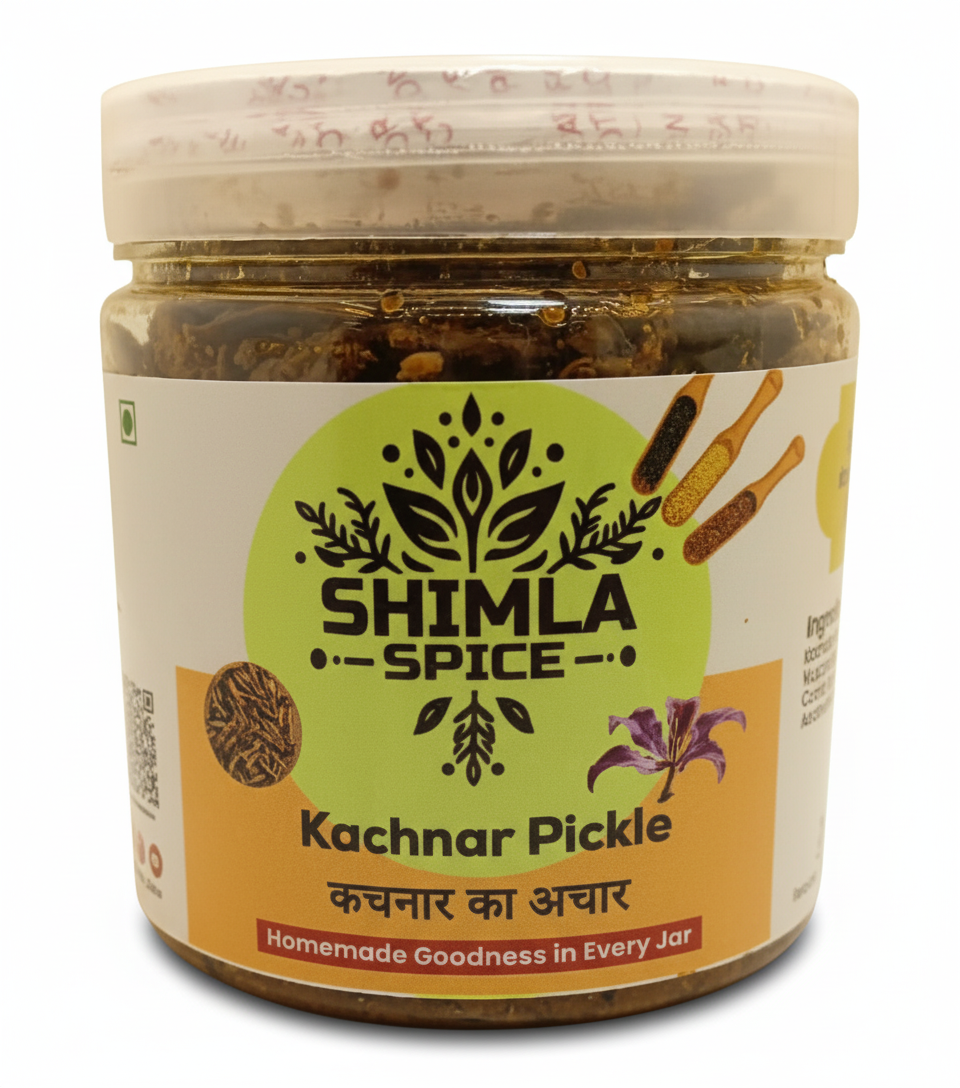 SHIMLA
SPICE
Kachnar Pickle
कचनार का अचार
Homemade Goodness in Every Jar